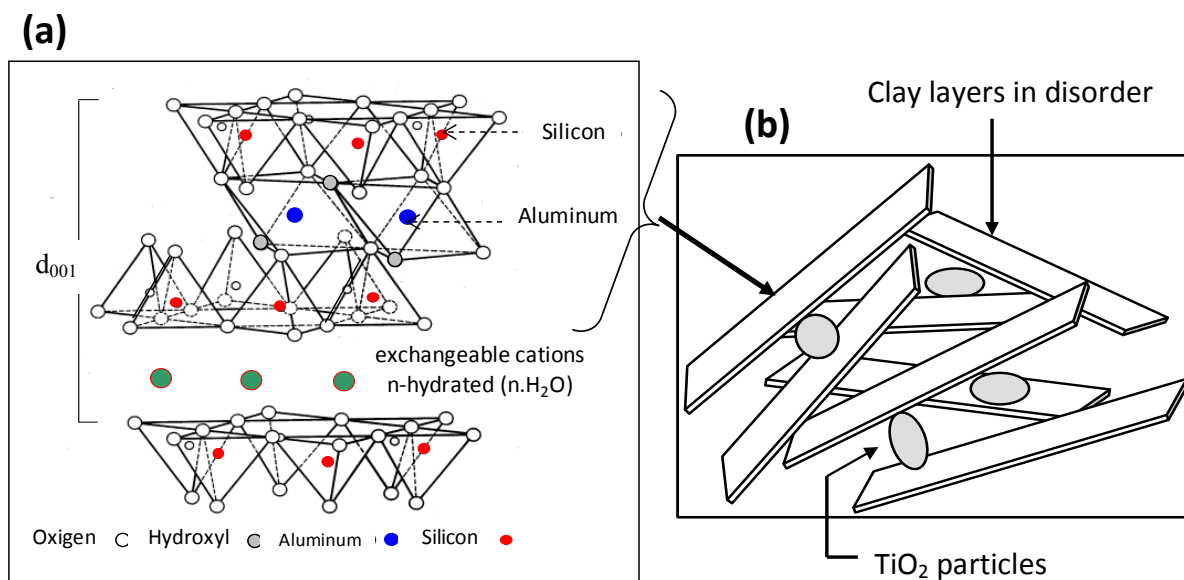 (a)
Silicon
Aluminum
d₀₀₁
exchangeable cations
n-hydrated (n.H₂O)
Oxigen Hydroxyl Aluminum Silicon
(b)
Clay layers in disorder
TiO₂ particles